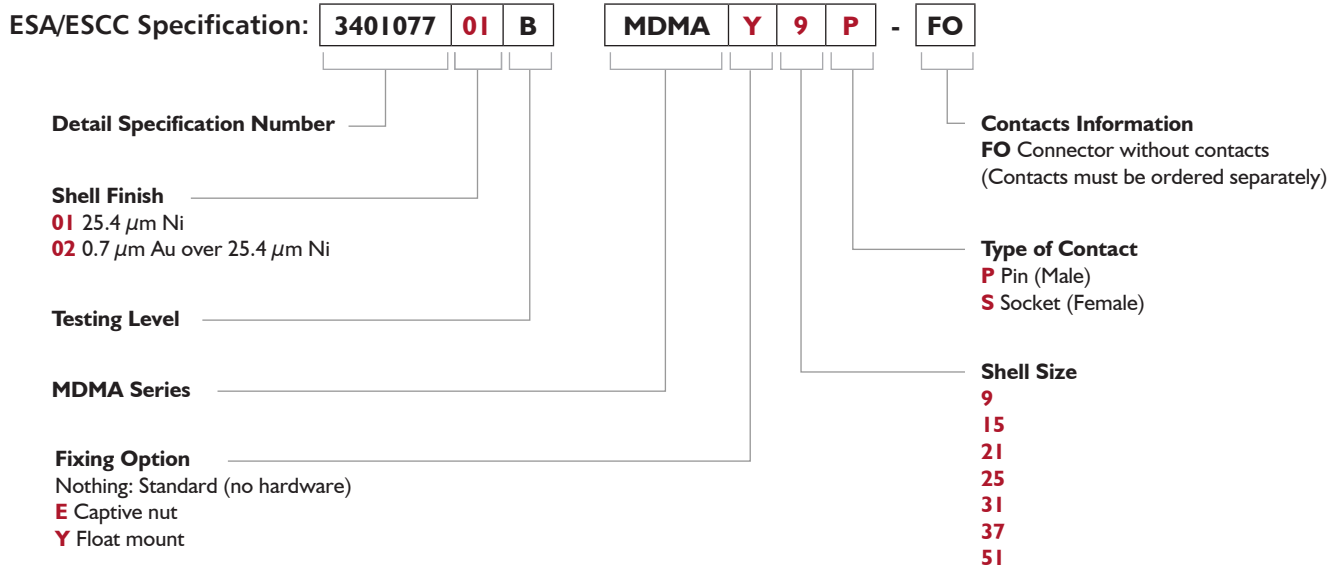 ESA/ESCC Specification: 3401077 01 B MDMA Y 9 P - FO
Detail Specification Number
Shell Finish
01 25.4 μm Ni
02 0.7 μm Au over 25.4 μm Ni
Testing Level
MDMA Series
Fixing Option
Nothing: Standard (no hardware)
E Captive nut
Y Float mount
Contacts Information
FO Connector without contacts
(Contacts must be ordered separately)
Type of Contact
P Pin (Male)
S Socket (Female)
Shell Size
9
15
21
25
31
37
51